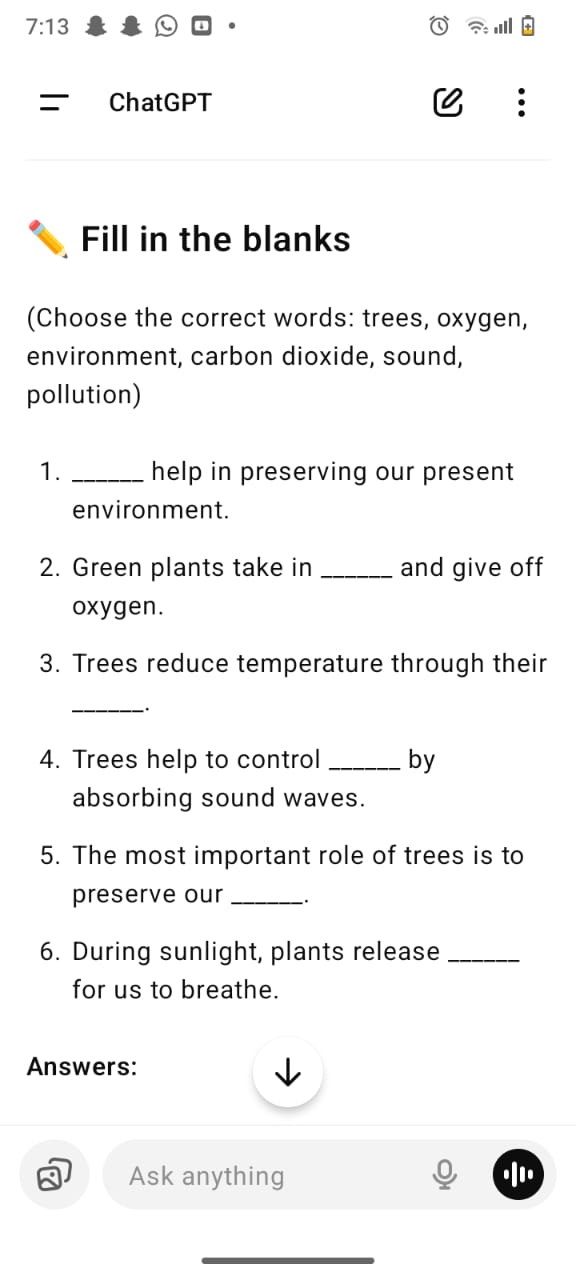 7:13
ChatGPT
✏️ Fill in the blanks
(Choose the correct words: trees, oxygen,
environment, carbon dioxide, sound,
pollution)
1. ______ help in preserving our present
environment.
2. Green plants take in ______ and give off
oxygen.
3. Trees reduce temperature through their
______.
4. Trees help to control ______ by
absorbing sound waves.
5. The most important role of trees is to
preserve our ______.
6. During sunlight, plants release ______
for us to breathe.
Answers:
Ask anything